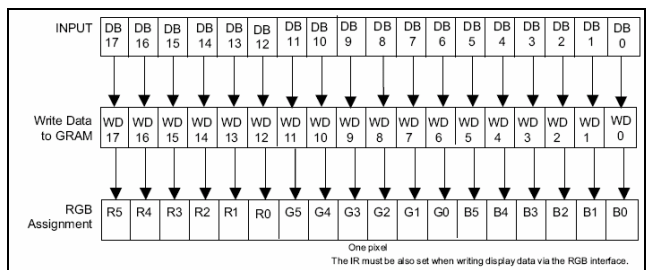 INPUT DB DB DB DB DB DB DB DB DB DB DB DB DB DB DB DB DB DB
17 16 15 14 13 12 11 10 9 8 7 6 5 4 3 2 1 0
Write Data WD WD WD WD WD WD WD WD WD WD WD WD WD WD WD WD WD WD
to GRAM 17 16 15 14 13 12 11 10 9 8 7 6 5 4 3 2 1 0
RGB
Assignment R5 R4 R3 R2 R1 R0 G5 G4 G3 G2 G1 G0 B5 B4 B3 B2 B1 B0
One pixel
The IR must be also set when writing display data via the RGB interface.